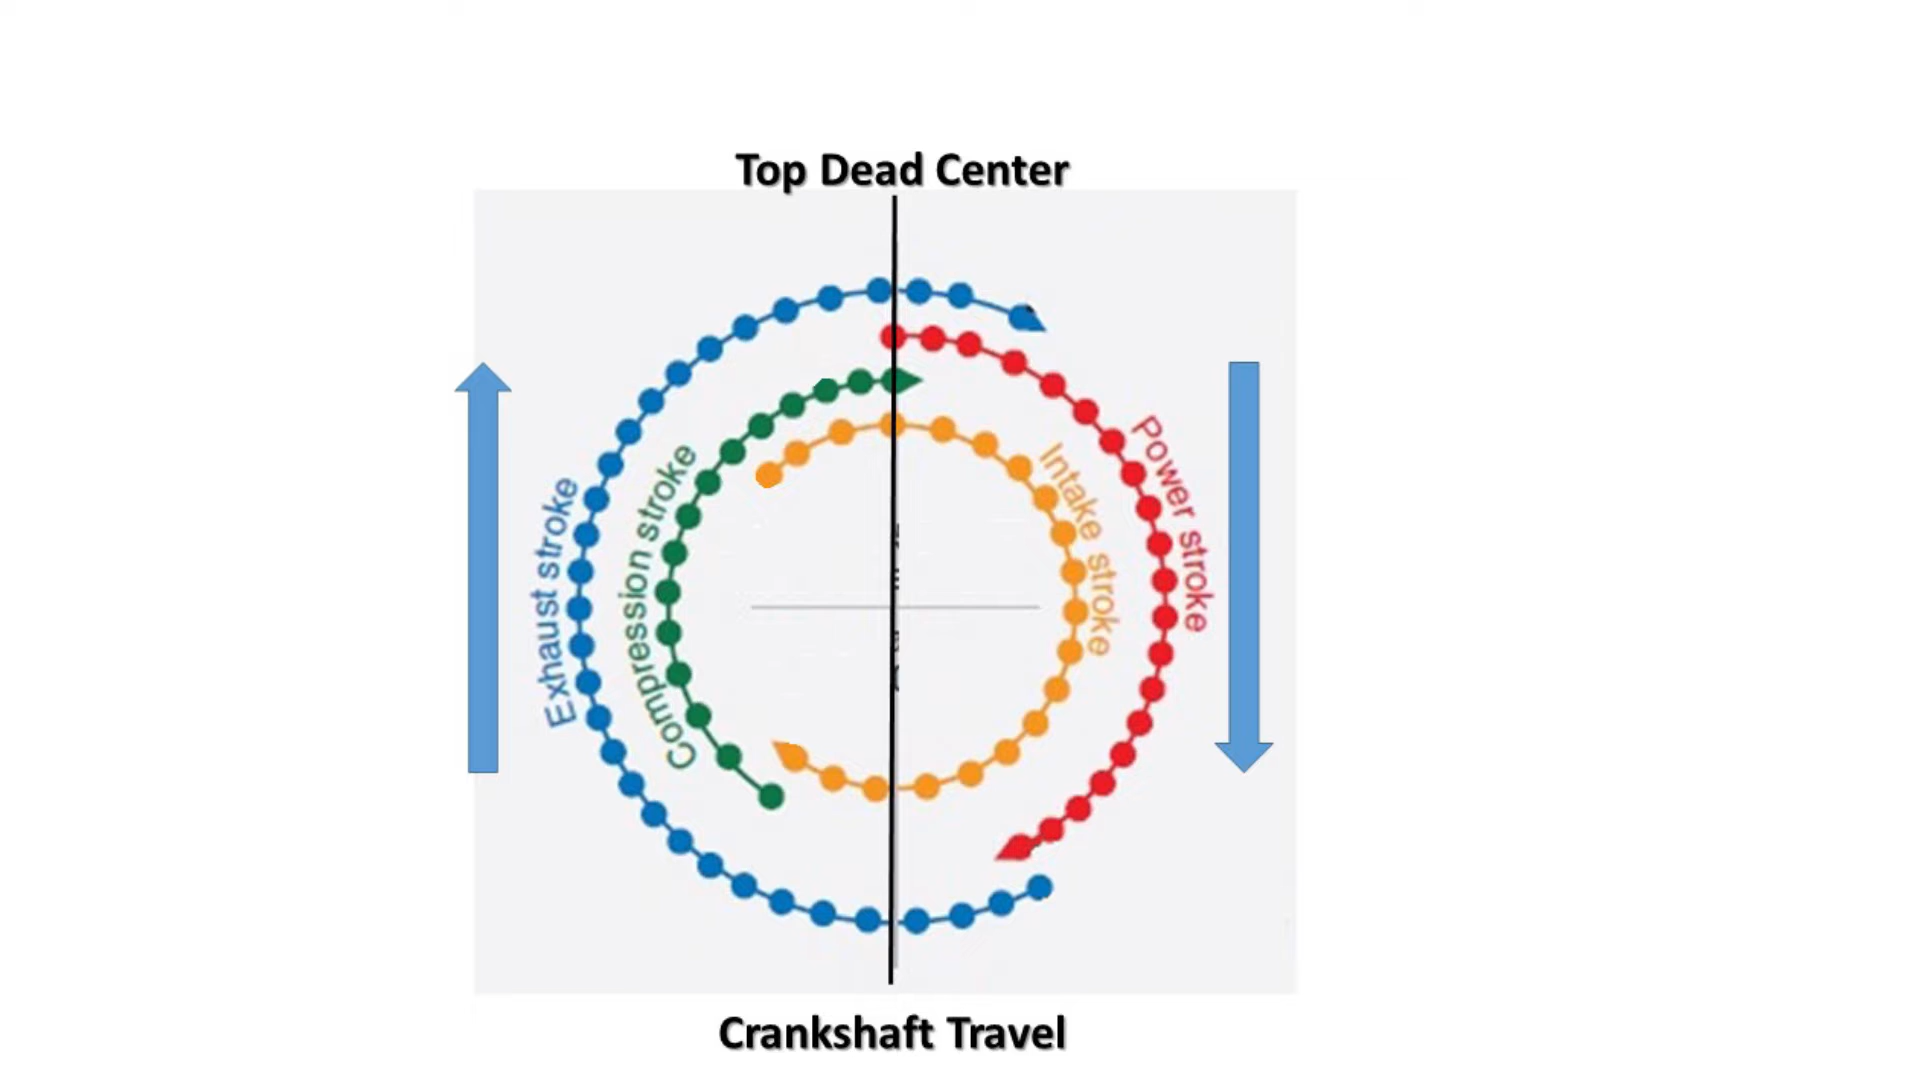 Top Dead Center
Exhaust stroke
Compression stroke
Intake stroke
Power stroke
Crankshaft Travel